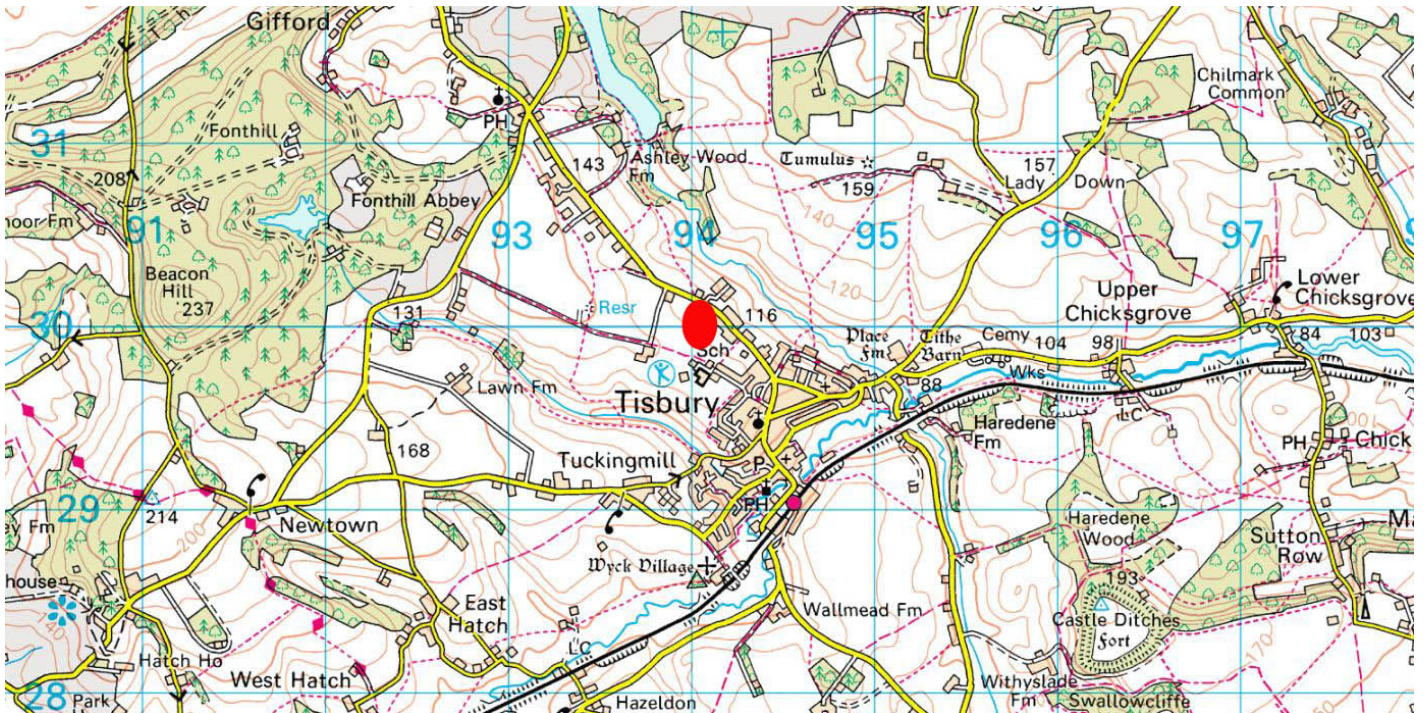 Gifford
Chilmark
Common
Fonthill
31
PH
143
Ashley Wood
Fm
Tumulus
159
157
Lady Down
208
Fonthill Abbey
140
oor Fm
91
93
94
95
96
97
9
Beacon
Hill
237
120
Lower
Chicksgrove
Upper
Chicksgrove
30
131
Resr
116
Place
Fm
Tithe
Barn
Cemy
104
98
84
103
Sch
Wks
Lawn Fm
88
Tisbury
LC
Haredene
Fm
PH
Chick
168
Tuckingmill
P
29
214
200
Newtown
PH
Haredene
Wood
Ma
ey Fm
Sutton
Row
Wyck Village
193
house
East
Hatch
Wallmead Fm
Castle Ditches
Fort
LC
Hatch Ho
170
West Hatch
Withyslade
Fm
28
Park
Hazeldon
Swallowcliffe